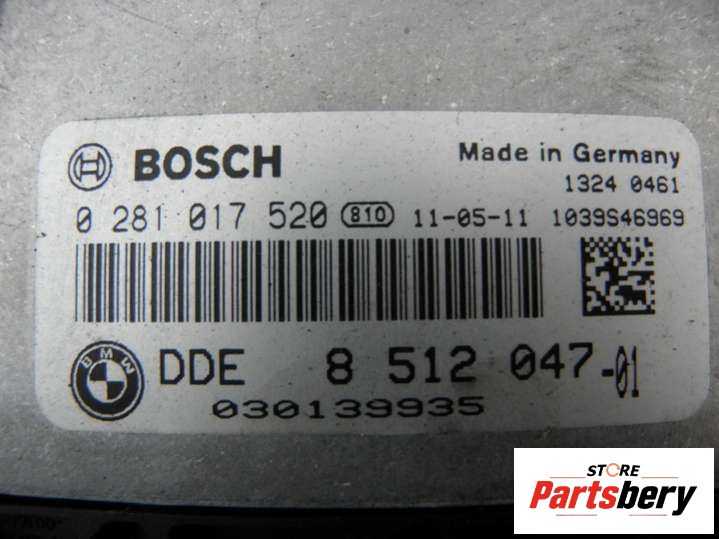 BOSCH
Made in Germany
1324 0461
0 281 017 520 810 11-05-11 1039S46969
BMW
DDE 8 512 047-01
030139935
STORE
Partsbery